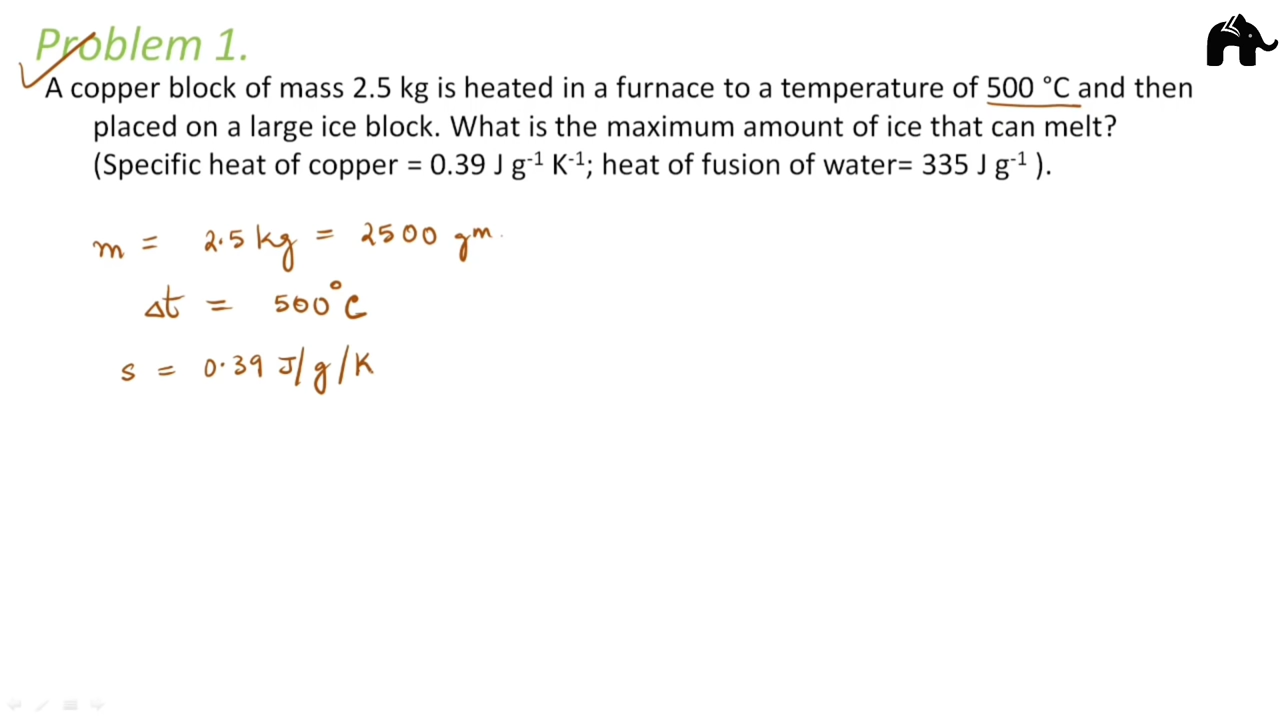 Problem 1.
A copper block of mass 2.5 kg is heated in a furnace to a temperature of 500 °C and then
placed on a large ice block. What is the maximum amount of ice that can melt?
(Specific heat of copper = 0.39 J g⁻¹ K⁻¹; heat of fusion of water= 335 J g⁻¹ ).
m = 2.5 kg = 2500 gm.
Δt = 500°C
s = 0.39 J/g/K